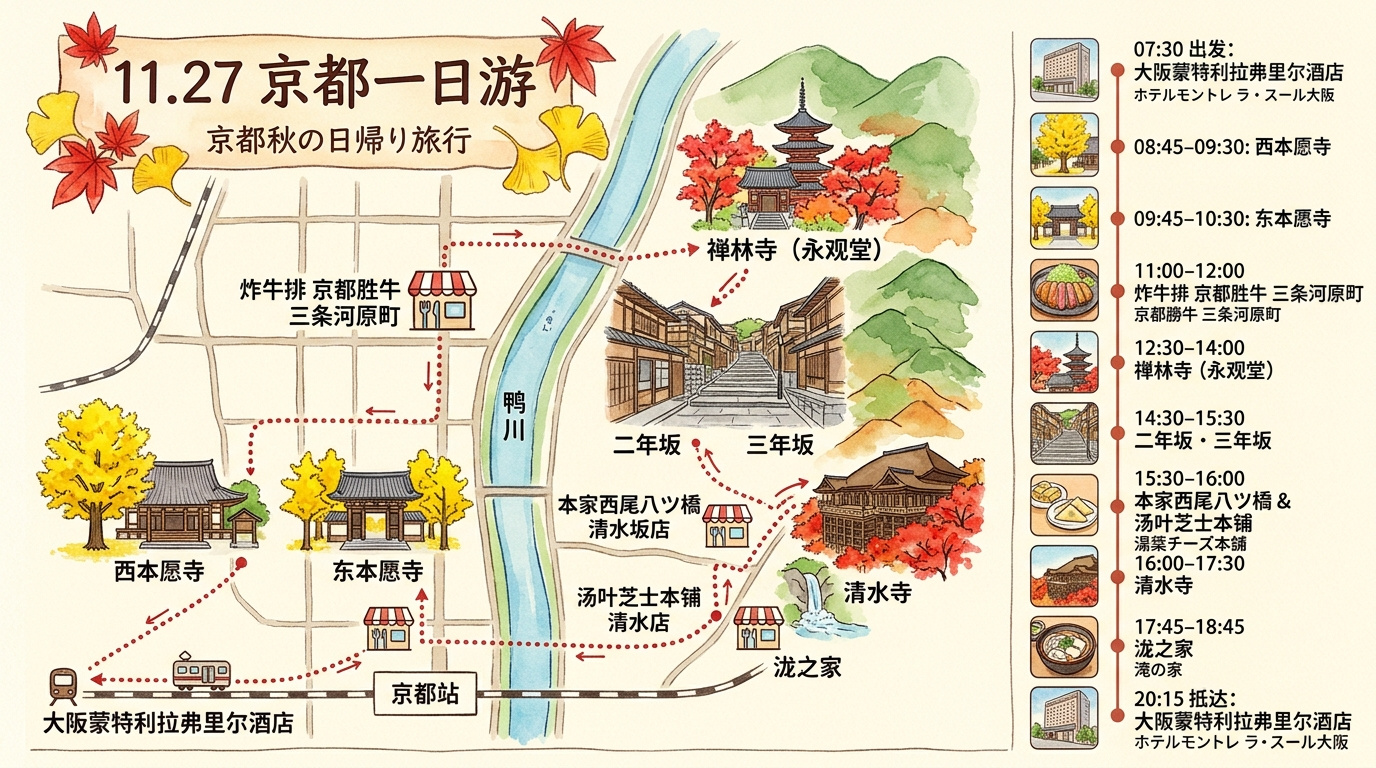 11.27 京都一日游
京都秋の日帰り旅行
禅林寺（永观堂）
炸牛排 京都胜牛
三条河原町
鸭川
二年坂
三年坂
本家西尾八ツ橋
清水坂店
清水寺
汤叶芝士本铺
清水店
泷之家
西本愿寺
东本愿寺
京都站
大阪蒙特利拉弗里尔酒店
07:30 出发：
大阪蒙特利拉弗里尔酒店
ホテルモントレ ラ・スール大阪
08:45–09:30: 西本愿寺
09:45–10:30: 东本愿寺
11:00–12:00
炸牛排 京都胜牛 三条河原町
京都勝牛 三条河原町
12:30–14:00
禅林寺（永观堂）
14:30–15:30
二年坂・三年坂
15:30–16:00
本家西尾八ツ橋 &
汤叶芝士本铺
湯葉チーズ本舗
16:00–17:30
清水寺
17:45–18:45
泷之家
滝の家
20:15 抵达：
大阪蒙特利拉弗里尔酒店
ホテルモントレ ラ・スール大阪